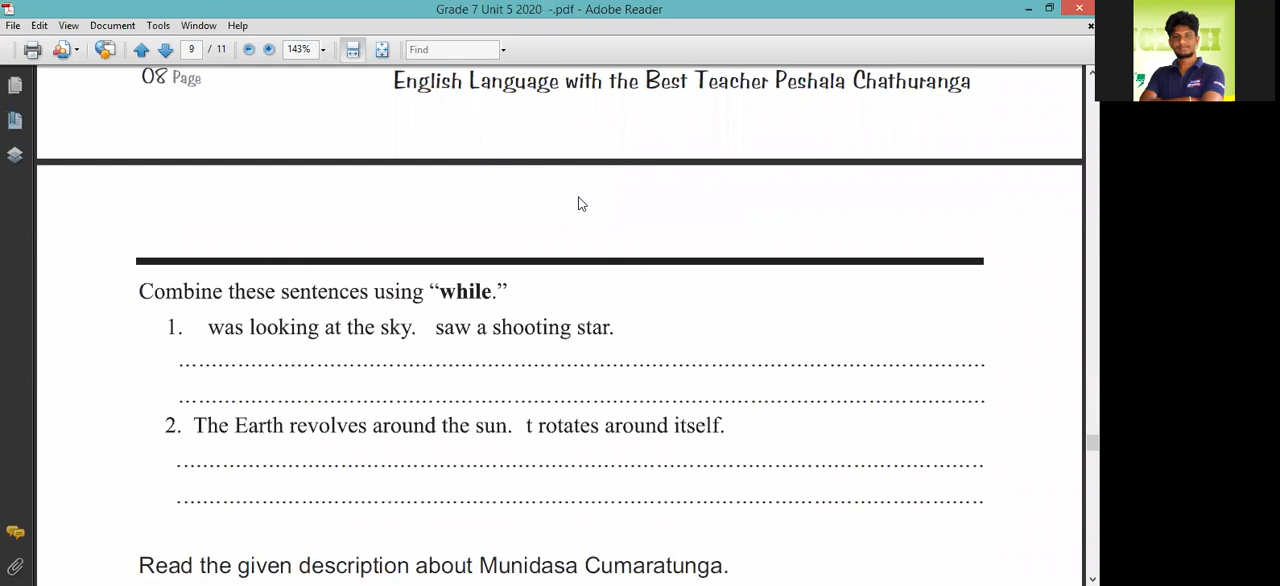 Grade 7 Unit 5 2020 -.pdf - Adobe Reader
File Edit View Document Tools Window Help
9 / 11 143% Find
08 Page
English Language with the Best Teacher Peshala Chathuranga
Combine these sentences using “while.”
1. was looking at the sky. saw a shooting star.
2. The Earth revolves around the sun. t rotates around itself.
Read the given description about Munidasa Cumaratunga.